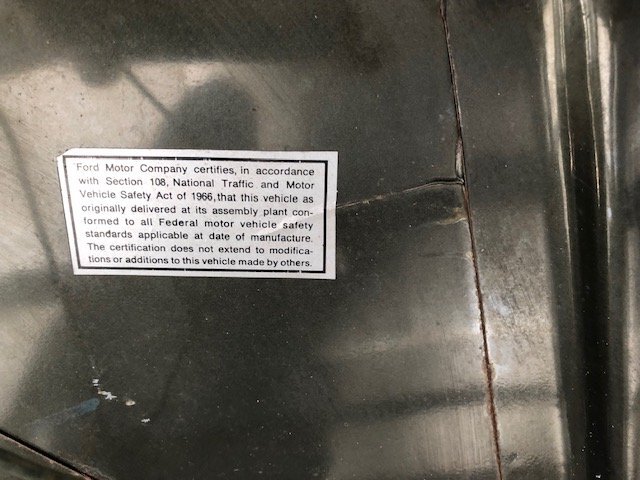 Ford Motor Company certifies, in accordance
with Section 108, National Traffic and Motor
Vehicle Safety Act of 1966, that this vehicle as
originally delivered at its assembly plant con-
formed to all Federal motor vehicle safety
standards applicable at date of manufacture.
The certification does not extend to modifica-
tions or additions to this vehicle made by others.